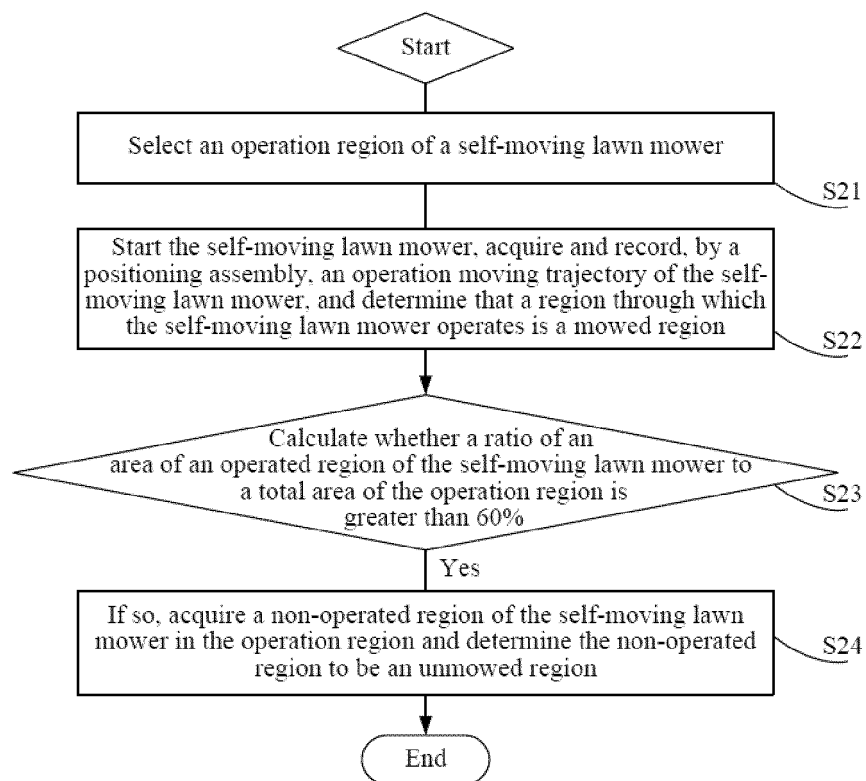 Start
Select an operation region of a self-moving lawn mower
S21
Start the self-moving lawn mower, acquire and record, by a
positioning assembly, an operation moving trajectory of the self-
moving lawn mower, and determine that a region through which
the self-moving lawn mower operates is a mowed region
S22
Calculate whether a ratio of an
area of an operated region of the self-moving lawn mower to
a total area of the operation region is
greater than 60%
S23
Yes
If so, acquire a non-operated region of the self-moving lawn
mower in the operation region and determine the non-operated
region to be an unmowed region
S24
End